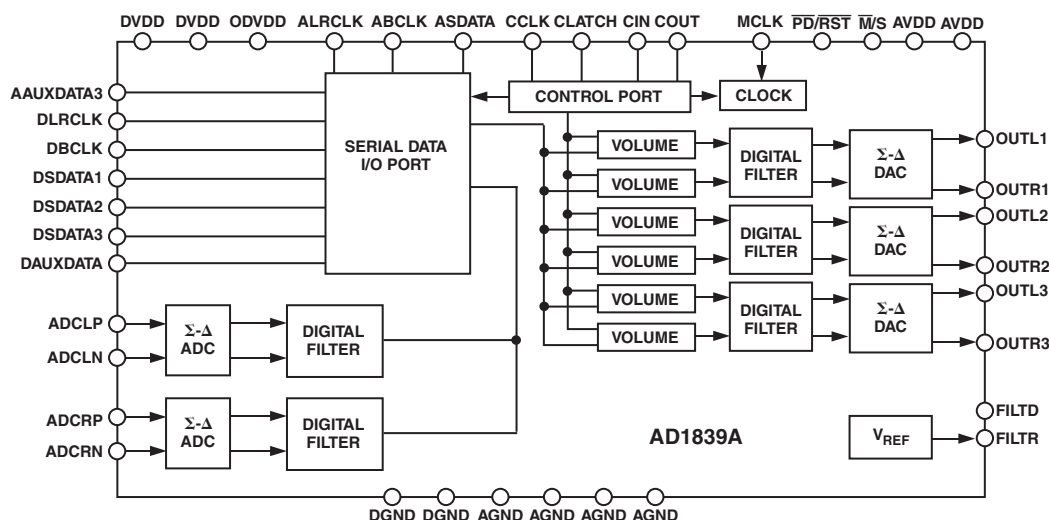 DVDD DVDD ODVDD ALRCLK ABCLK ASDATA CCLK CLATCH CIN COUT MCLK PD/RST M/S AVDD AVDD
AAUXDATA3
DLRCLK
DBCLK
DSDATA1
DSDATA2
DSDATA3
DAUXDATA
ADCLP
ADCLN
ADCRP
ADCRN
SERIAL DATA
I/O PORT
CONTROL PORT
CLOCK
Σ-Δ
ADC
DIGITAL
FILTER
Σ-Δ
ADC
DIGITAL
FILTER
VOLUME
VOLUME
VOLUME
VOLUME
VOLUME
VOLUME
DIGITAL
FILTER
DIGITAL
FILTER
DIGITAL
FILTER
Σ-Δ
DAC
Σ-Δ
DAC
Σ-Δ
DAC
OUTL1
OUTR1
OUTL2
OUTR2
OUTL3
OUTR3
FILTD
FILTR
AD1839A
VREF
DGND DGND AGND AGND AGND AGND